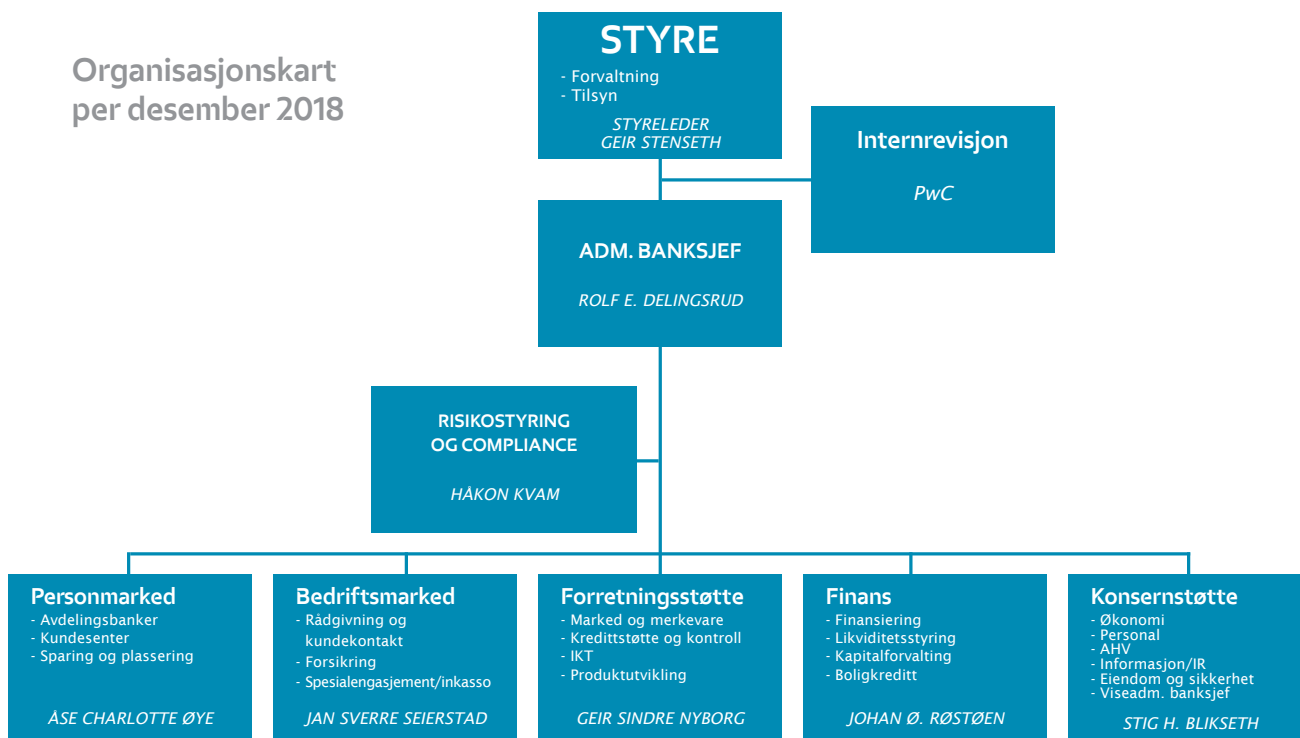 Organisasjonskart
per desember 2018
STYRE
- Forvaltning
- Tilsyn
STYRELEDER
GEIR STENSETH
Internrevisjon
PwC
ADM. BANKSJEF
ROLF E. DELINGSRUD
RISIKOSTYRING
OG COMPLIANCE
HÅKON KVAM
Personmarked
- Avdelingsbanker
- Kundesenter
- Sparing og plassering
ÅSE CHARLOTTE ØYE
Bedriftsmarked
- Rådgivning og
kundekontakt
- Forsikring
- Spesialengasjement/inkasso
JAN SVERRE SEIERSTAD
Forretningsstøtte
- Marked og merkevare
- Kredittstøtte og kontroll
- IKT
- Produktutvikling
GEIR SINDRE NYBORG
Finans
- Finansiering
- Likviditetsstyring
- Kapitalforvalting
- Boligkreditt
JOHAN Ø. RØSTØEN
Konsernstøtte
- Økonomi
- Personal
- AHV
- Informasjon/IR
- Eiendom og sikkerhet
- Viseadm. banksjef
STIG H. BLIKSETH